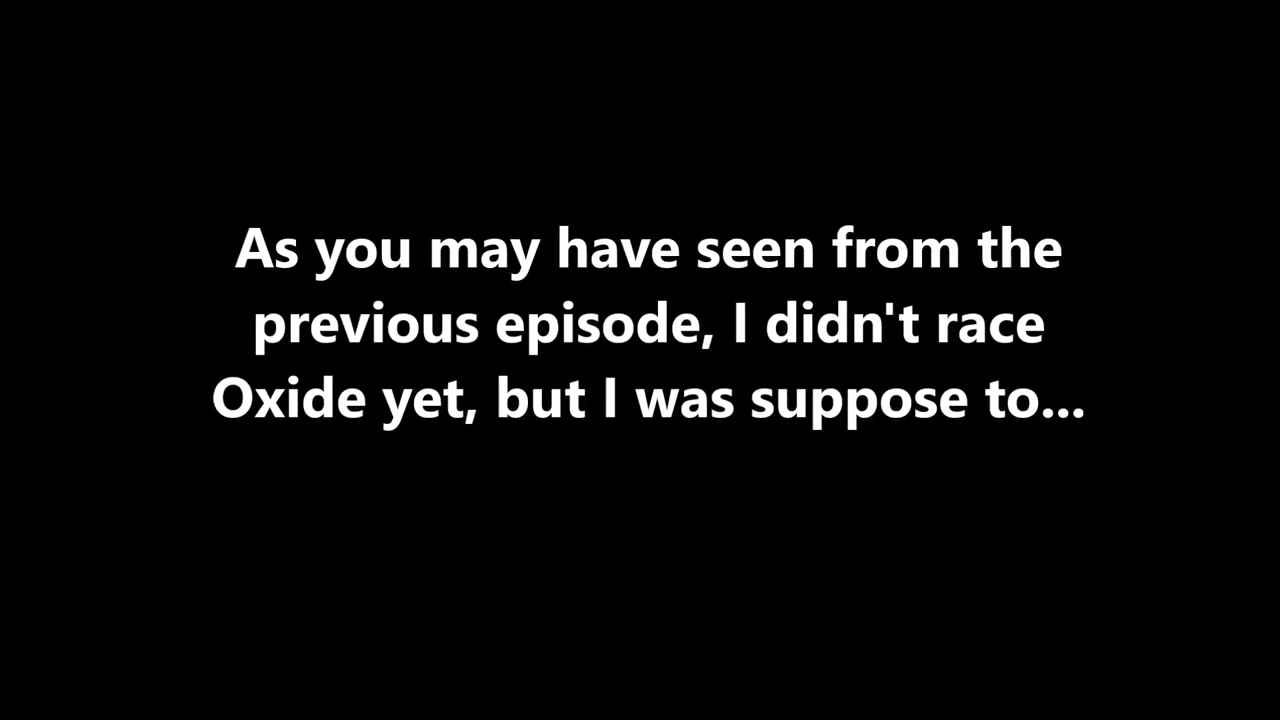 As you may have seen from the
previous episode, I didn't race
Oxide yet, but I was suppose to...